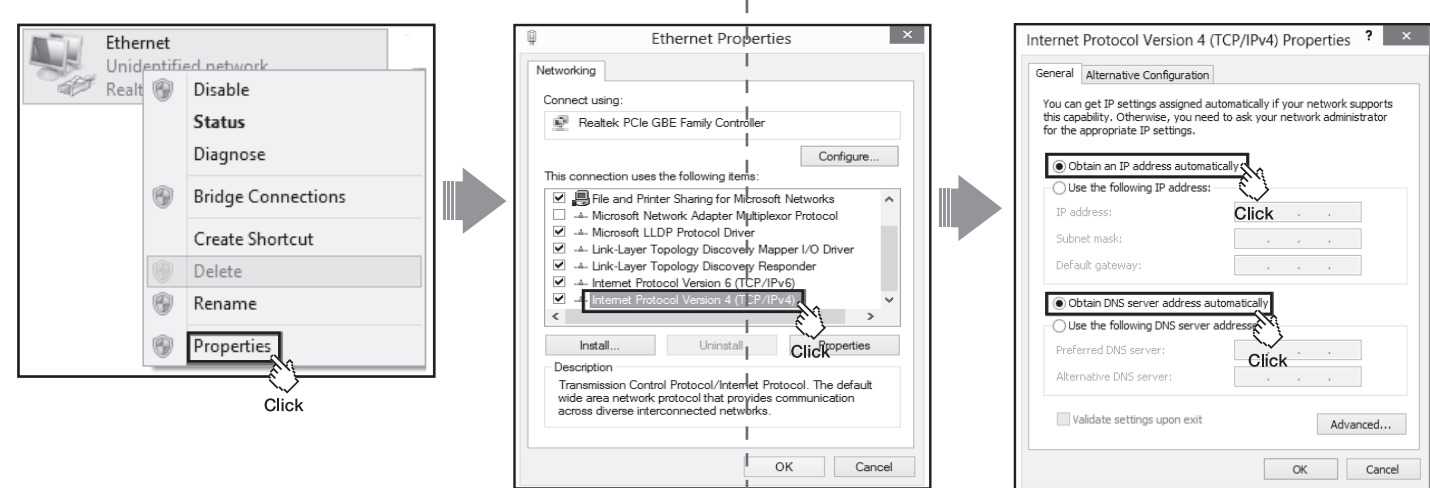 Ethernet
Unidentified network
Realt
Disable
Status
Diagnose
Bridge Connections
Create Shortcut
Delete
Rename
Properties
Click
Ethernet Properties
Networking
Connect using:
Realtek PCIe GBE Family Controller
Configure...
This connection uses the following items:
File and Printer Sharing for Microsoft Networks
Microsoft Network Adapter Multiplexor Protocol
Microsoft LLDP Protocol Driver
Link-Layer Topology Discovery Mapper I/O Driver
Link-Layer Topology Discovery Responder
Internet Protocol Version 6 (TCP/IPv6)
Internet Protocol Version 4 (TCP/IPv4)
Install... Uninstall Properties
Click
Description
Transmission Control Protocol/Internet Protocol. The default
wide area network protocol that provides communication
across diverse interconnected networks.
OK Cancel
Internet Protocol Version 4 (TCP/IPv4) Properties ?
General Alternative Configuration
You can get IP settings assigned automatically if your network supports
this capability. Otherwise, you need to ask your network administrator
for the appropriate IP settings.
Obtain an IP address automatically
Use the following IP address:
IP address:
Click
Subnet mask:
Default gateway:
Obtain DNS server address automatically
Use the following DNS server addresse
Preferred DNS server:
Click
Alternative DNS server:
Validate settings upon exit
Advanced...
OK Cancel